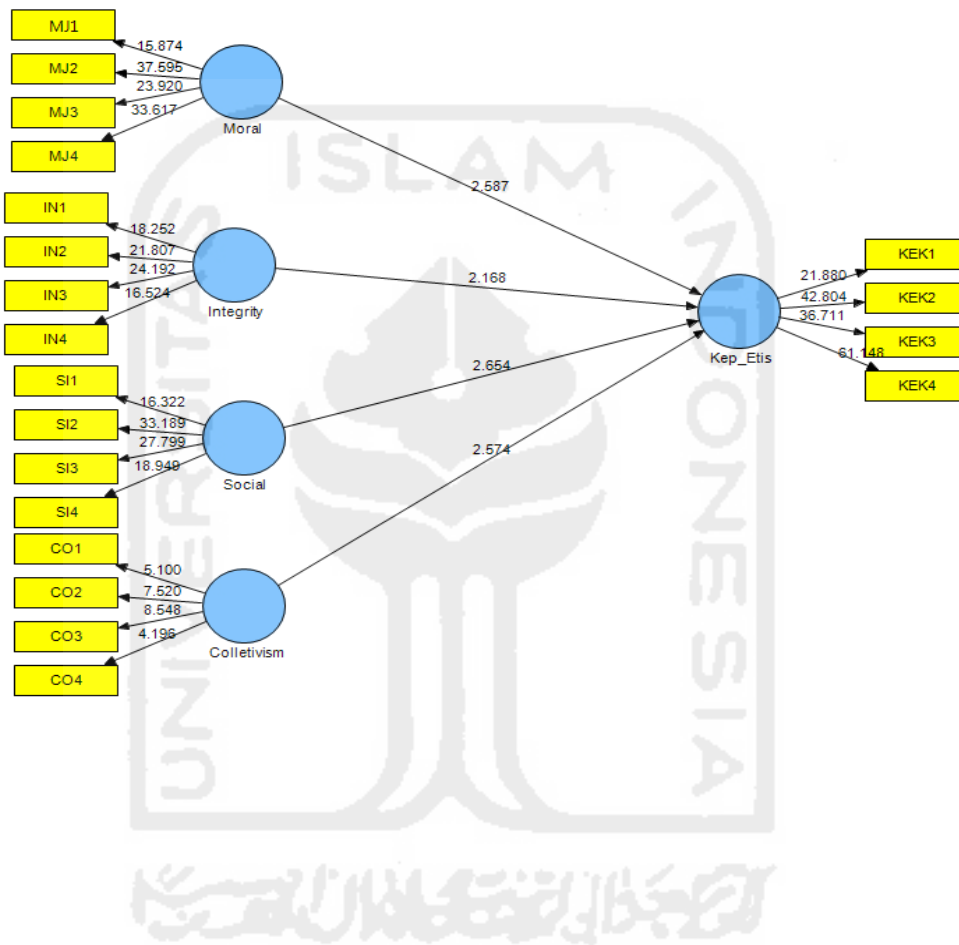 MJ1
MJ2
MJ3
MJ4
15.874
37.595
23.920
33.617
Moral
2.587
IN1
IN2
IN3
IN4
18.252
21.807
24.192
16.524
Integrity
2.168
SI1
SI2
SI3
SI4
16.322
33.189
27.799
18.949
Social
2.654
CO1
CO2
CO3
CO4
5.100
7.520
8.548
4.196
Colletivism
2.574
Kep_Etis
21.880
42.804
36.711
61.148
KEK1
KEK2
KEK3
KEK4
UNIVERSITAS
ISLAM
INDONESIA